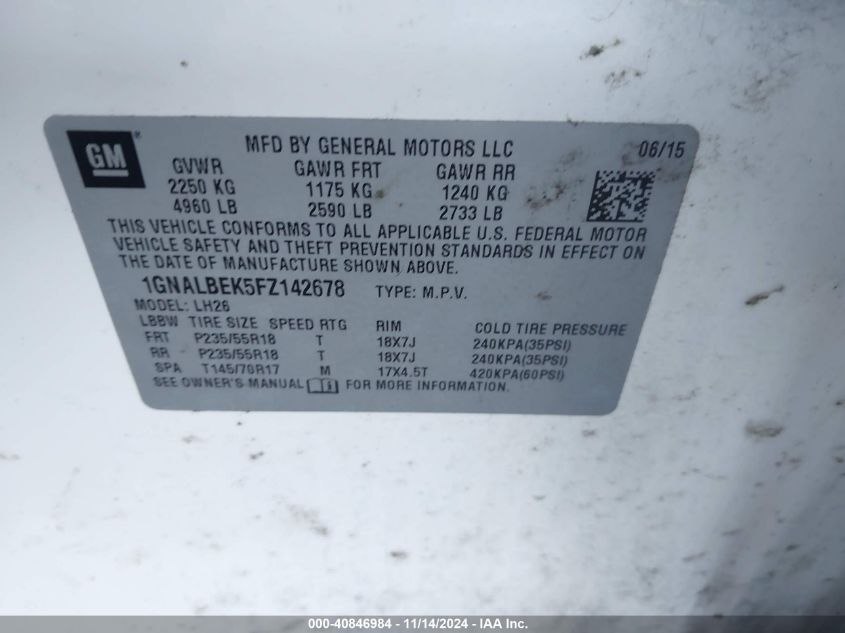 GM
MFD BY GENERAL MOTORS LLC 06/15
GVWR GAWR FRT GAWR RR
2250 KG 1175 KG 1240 KG
4960 LB 2590 LB 2733 LB
THIS VEHICLE CONFORMS TO ALL APPLICABLE U.S. FEDERAL MOTOR
VEHICLE SAFETY AND THEFT PREVENTION STANDARDS IN EFFECT ON
THE DATE OF MANUFACTURE SHOWN ABOVE.
1GNALBEK5FZ142678 TYPE: M.P.V.
MODEL: LH26
LBBW TIRE SIZE SPEED RTG RIM COLD TIRE PRESSURE
FRT P235/55R18 T 18X7J 240KPA(35PSI)
RR P235/55R18 T 18X7J 240KPA(35PSI)
SPA T145/70R17 M 17X4.5T 420KPA(60PSI)
SEE OWNER'S MANUAL FOR MORE INFORMATION.
000-40846984 - 11/14/2024 - IAA Inc.